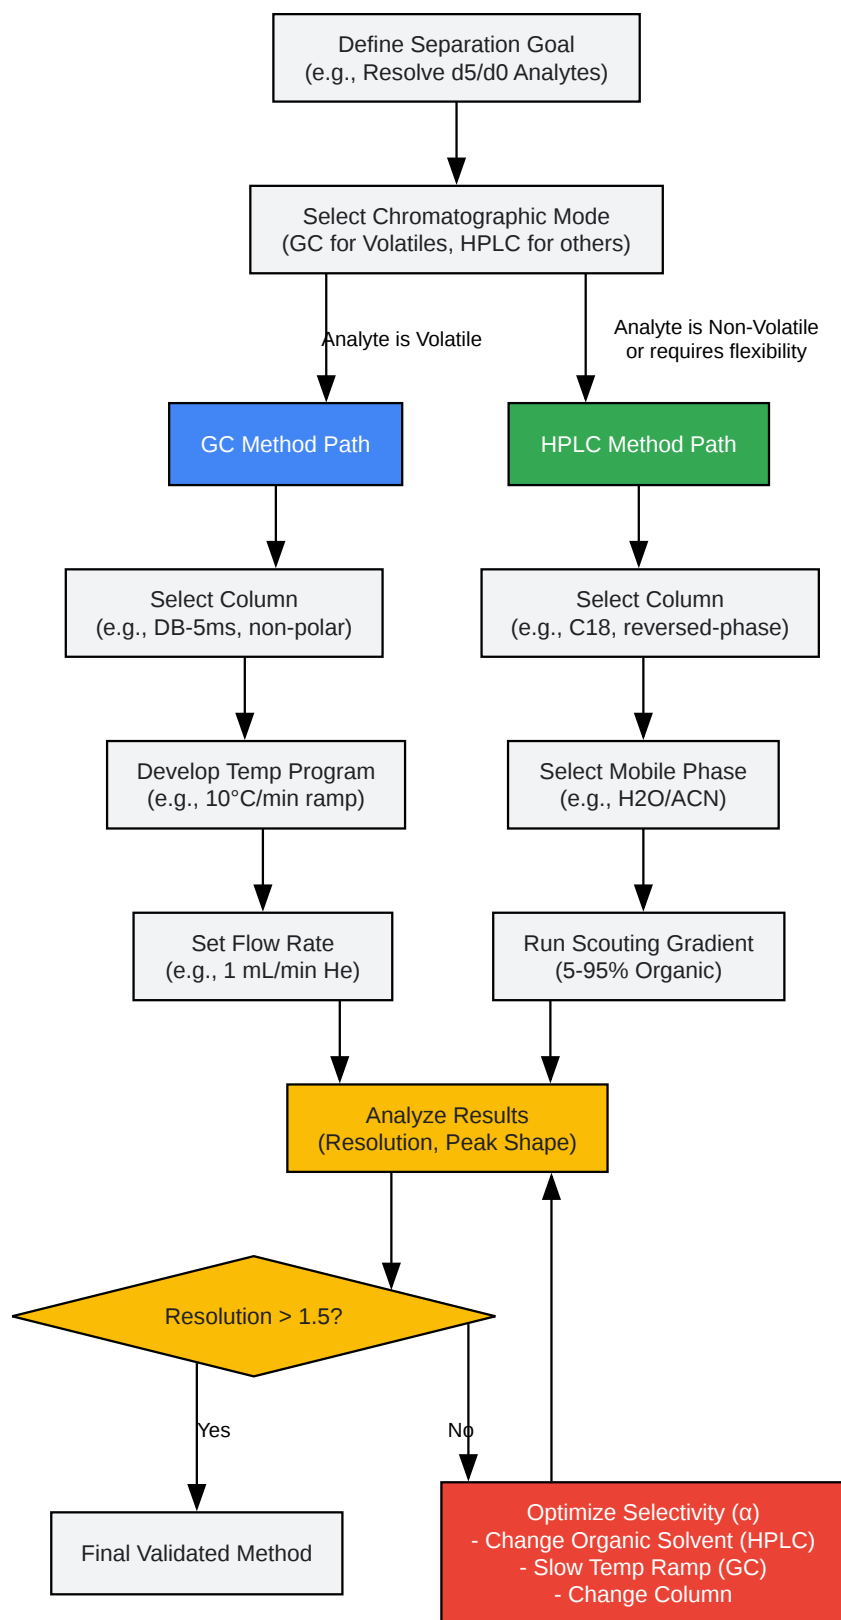 Define Separation Goal
(e.g., Resolve d5/d0 Analytes)
Select Chromatographic Mode
(GC for Volatiles, HPLC for others)
Analyte is Volatile
Analyte is Non-Volatile
or requires flexibility
GC Method Path
HPLC Method Path
Select Column
(e.g., DB-5ms, non-polar)
Select Column
(e.g., C18, reversed-phase)
Develop Temp Program
(e.g., 10°C/min ramp)
Select Mobile Phase
(e.g., H2O/ACN)
Set Flow Rate
(e.g., 1 mL/min He)
Run Scouting Gradient
(5-95% Organic)
Analyze Results
(Resolution, Peak Shape)
Resolution > 1.5?
Yes
No
Final Validated Method
Optimize Selectivity (α)
- Change Organic Solvent (HPLC)
- Slow Temp Ramp (GC)
- Change Column